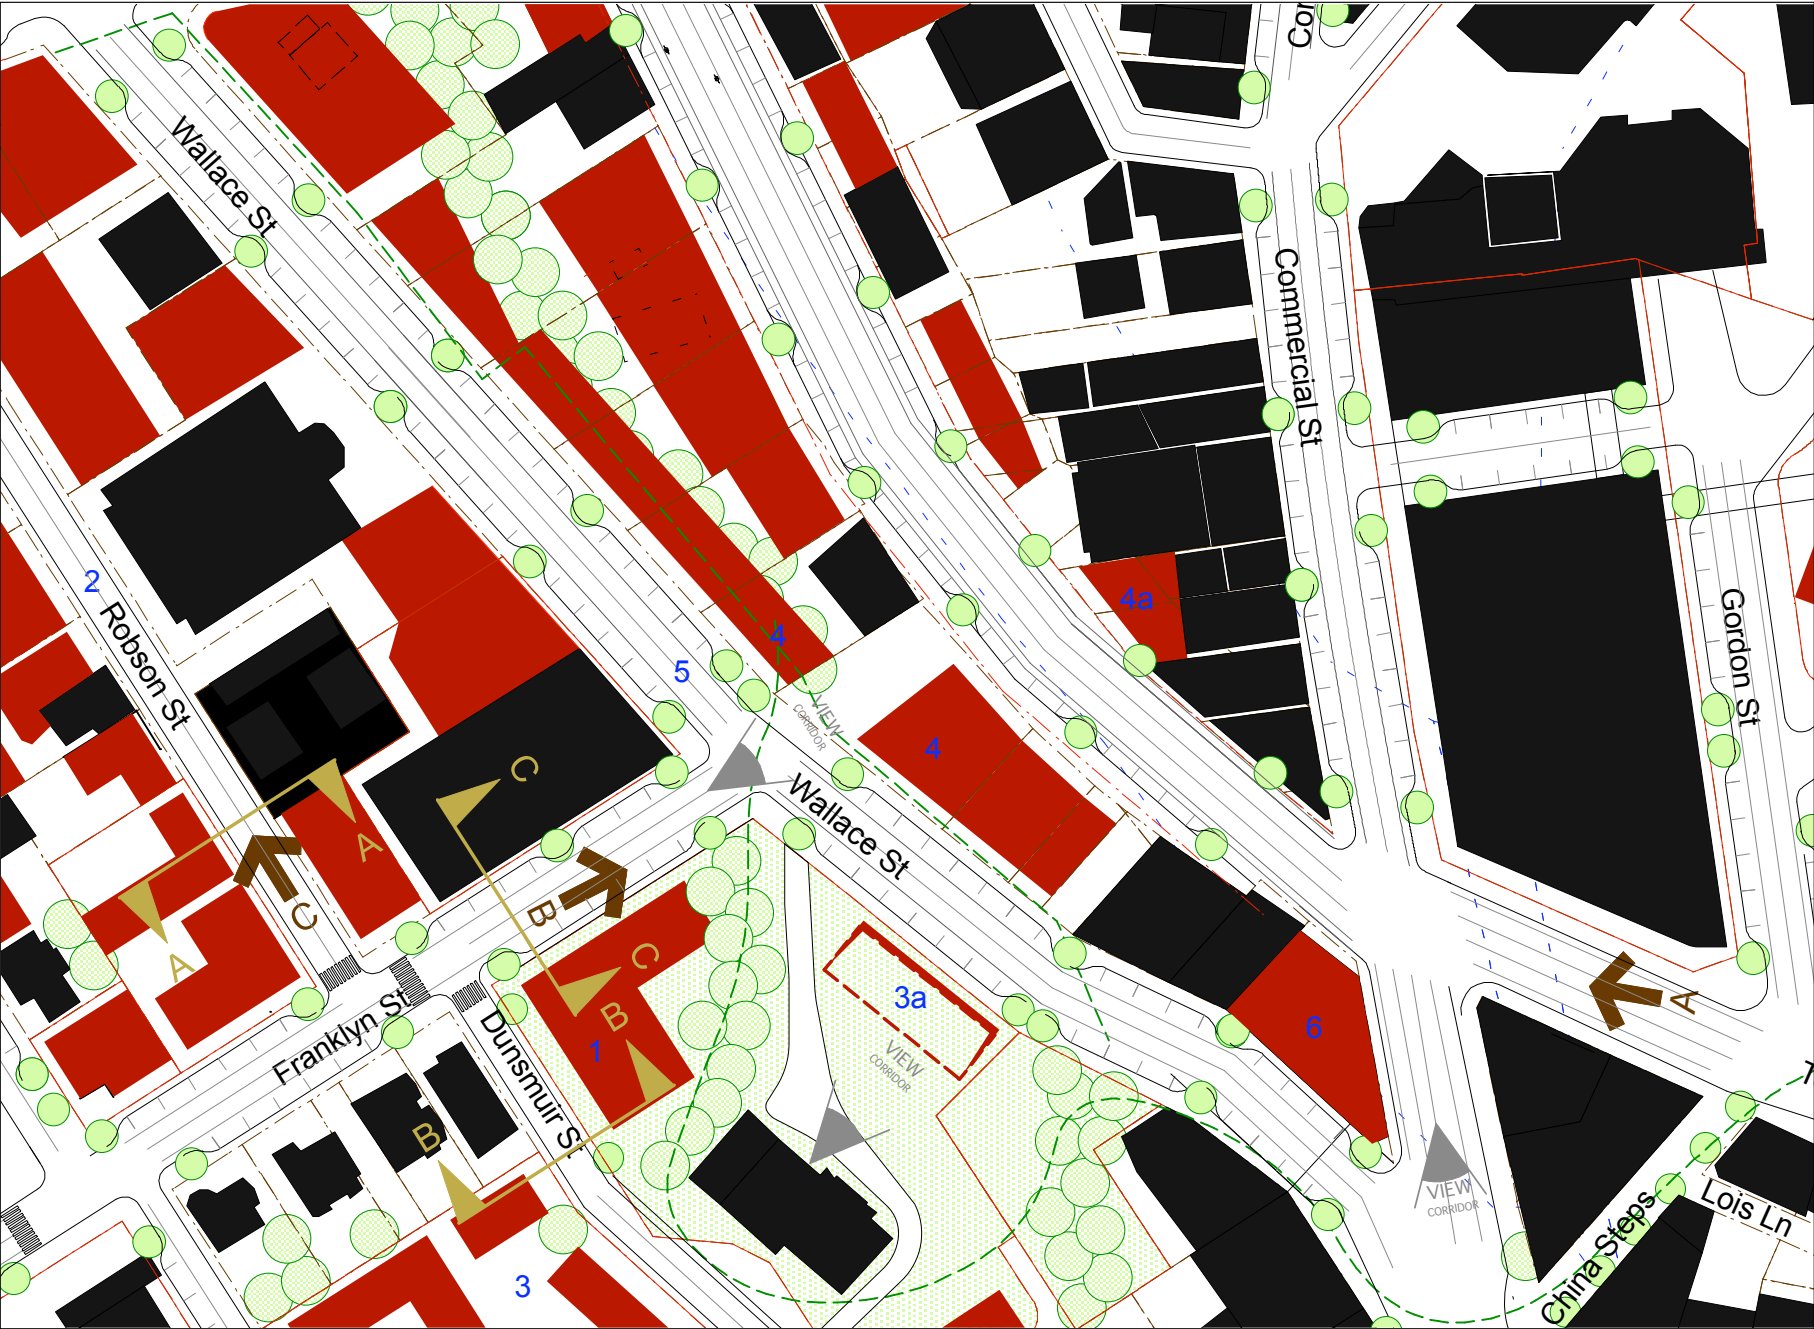 Col
Wallace St
Commercial St
2
Robson St
4a
Gordon St
4
5
VIEW
CORRIDOR
4
C
Wallace St
A
B
C
A
C
3a
A
B
1
6
VIEW
CORRIDOR
Franklyn St
Dunsmuir St
B
VIEW
CORRIDOR
Lois Ln
China Steps
3
T